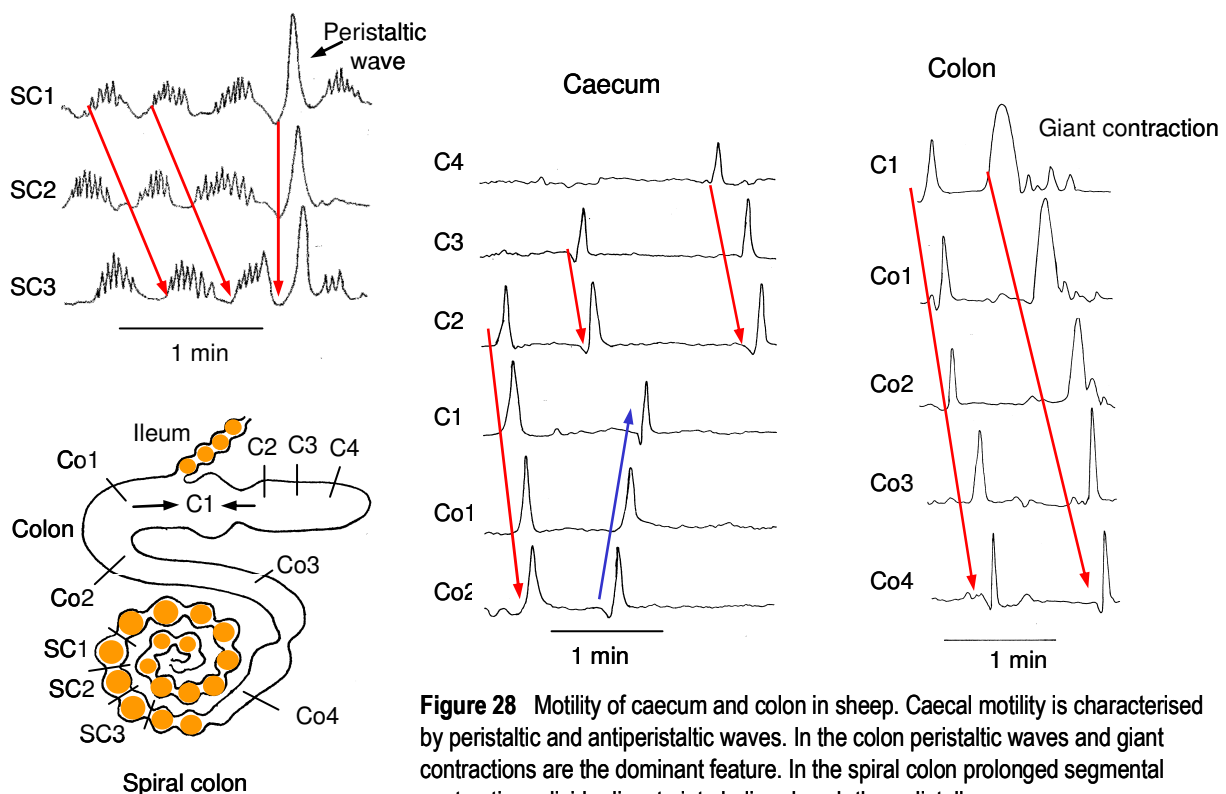 Peristaltic
wave
SC1
SC2
SC3
1 min
Ileum
Co1
C2
C3
C4
C1
Colon
Co3
Co2
SC1
SC2
SC3
Co4
Spiral colon
Caecum
C4
C3
C2
C1
Co1
Co2
1 min
Colon
Giant contraction
C1
Co1
Co2
Co3
Co4
1 min
Figure 28 Motility of caecum and colon in sheep. Caecal motility is characterised
by peristaltic and antiperistaltic waves. In the colon peristaltic waves and giant
contractions are the dominant feature. In the spiral colon prolonged segmental